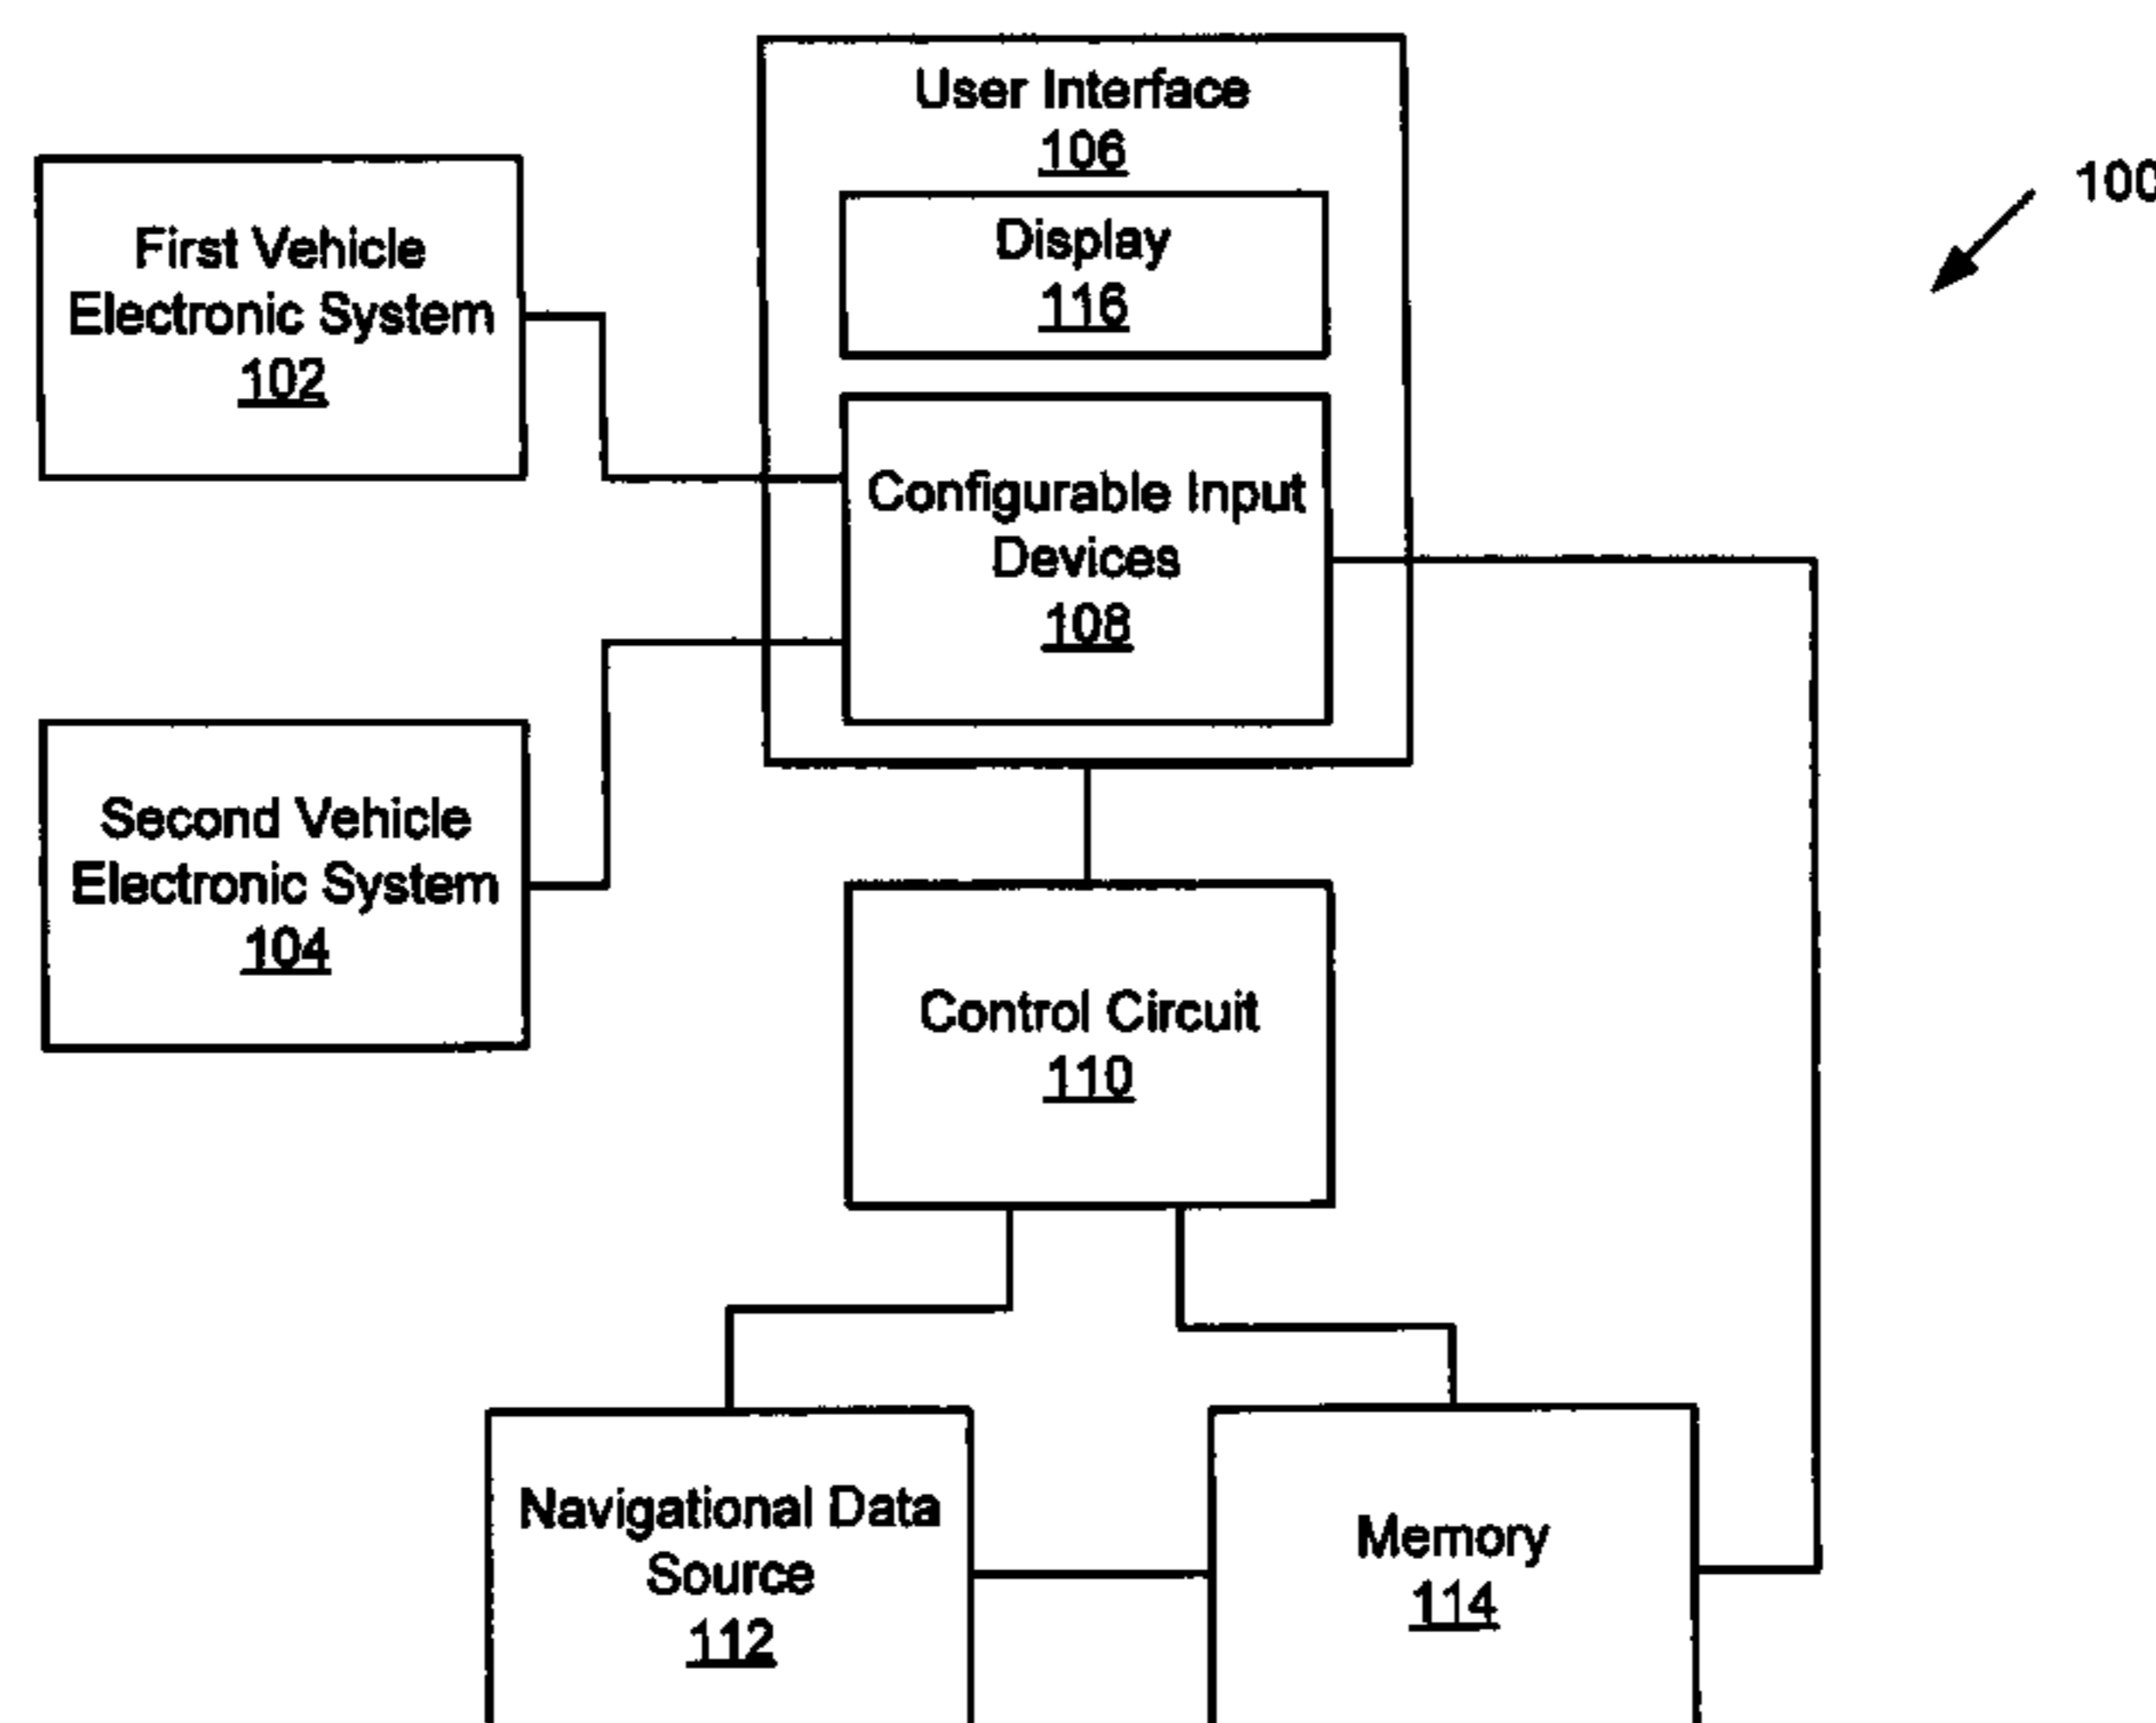 User Interface
106
100
Display
116
First Vehicle
Electronic System
102
Configurable Input
Devices
108
Second Vehicle
Electronic System
104
Control Circuit
110
Navigational Data
Source
112
Memory
114